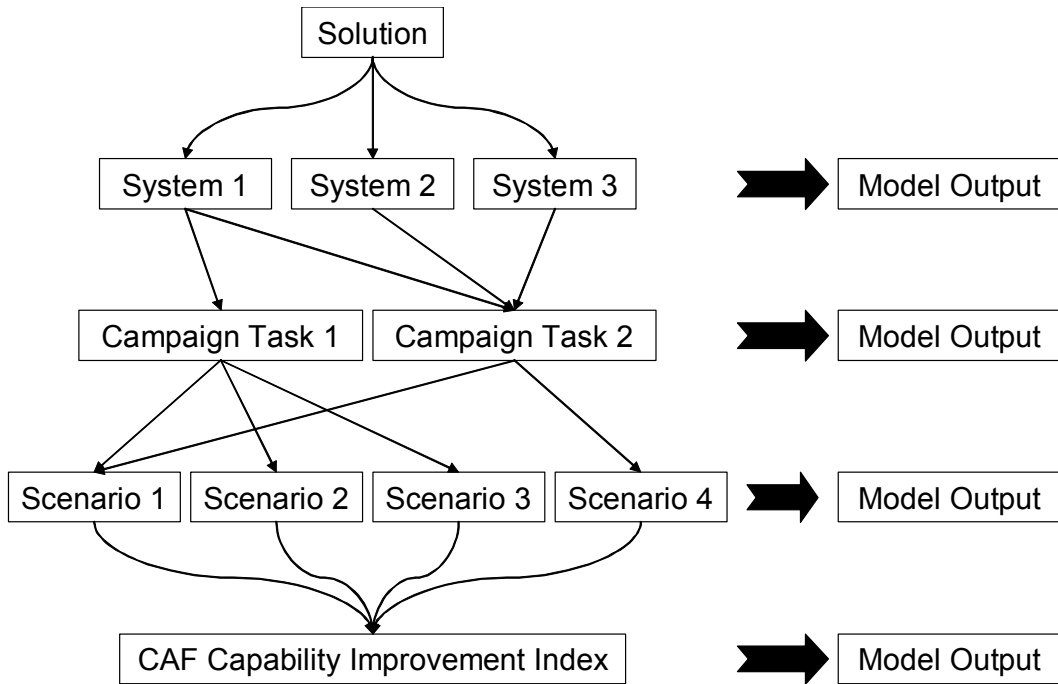 Solution
System 1
System 2
System 3
Model Output
Campaign Task 1
Campaign Task 2
Model Output
Scenario 1
Scenario 2
Scenario 3
Scenario 4
Model Output
CAF Capability Improvement Index
Model Output